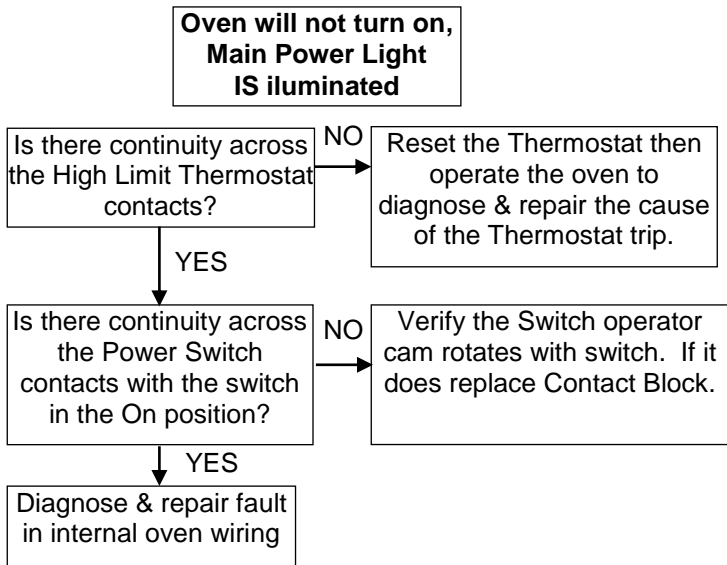 Oven will not turn on,
Main Power Light
IS iluminated
Is there continuity across
the High Limit Thermostat
contacts?
NO
Reset the Thermostat then
operate the oven to
diagnose & repair the cause
of the Thermostat trip.
YES
Is there continuity across
the Power Switch
contacts with the switch
in the On position?
NO
Verify the Switch operator
cam rotates with switch.  If it
does replace Contact Block.
YES
Diagnose & repair fault
in internal oven wiring